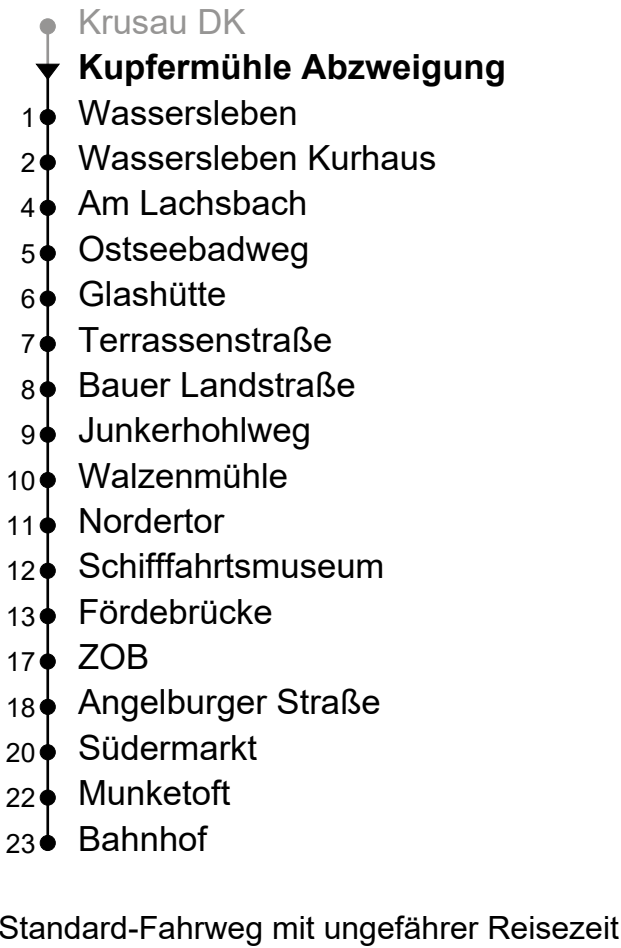 Krusau DK
Kupfermühle Abzweigung
1 Wassersleben
2 Wassersleben Kurhaus
4 Am Lachsbach
5 Ostseebadweg
6 Glashütte
7 Terrassenstraße
8 Bauer Landstraße
9 Junkerhohlweg
10 Walzenmühle
11 Nordertor
12 Schifffahrtsmuseum
13 Fördebrücke
17 ZOB
18 Angelburger Straße
20 Südermarkt
22 Munketoft
23 Bahnhof
Standard-Fahrweg mit ungefährer Reisezeit